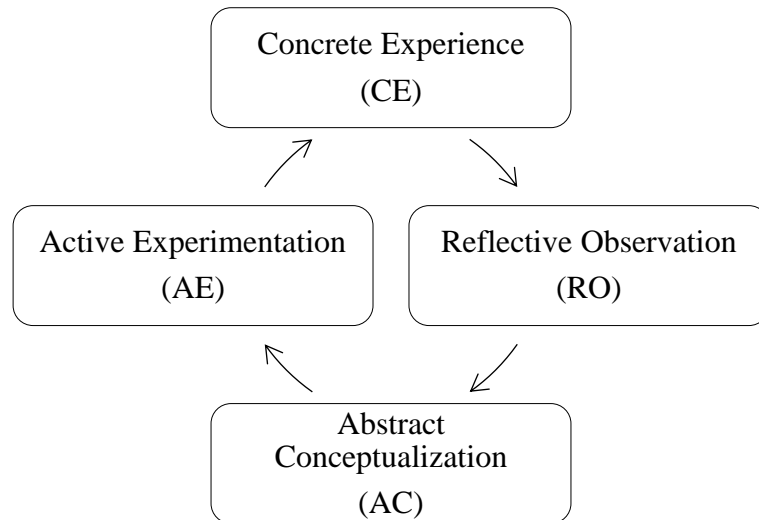 Concrete Experience
(CE)
Active Experimentation
(AE)
Reflective Observation
(RO)
Abstract
Conceptualization
(AC)